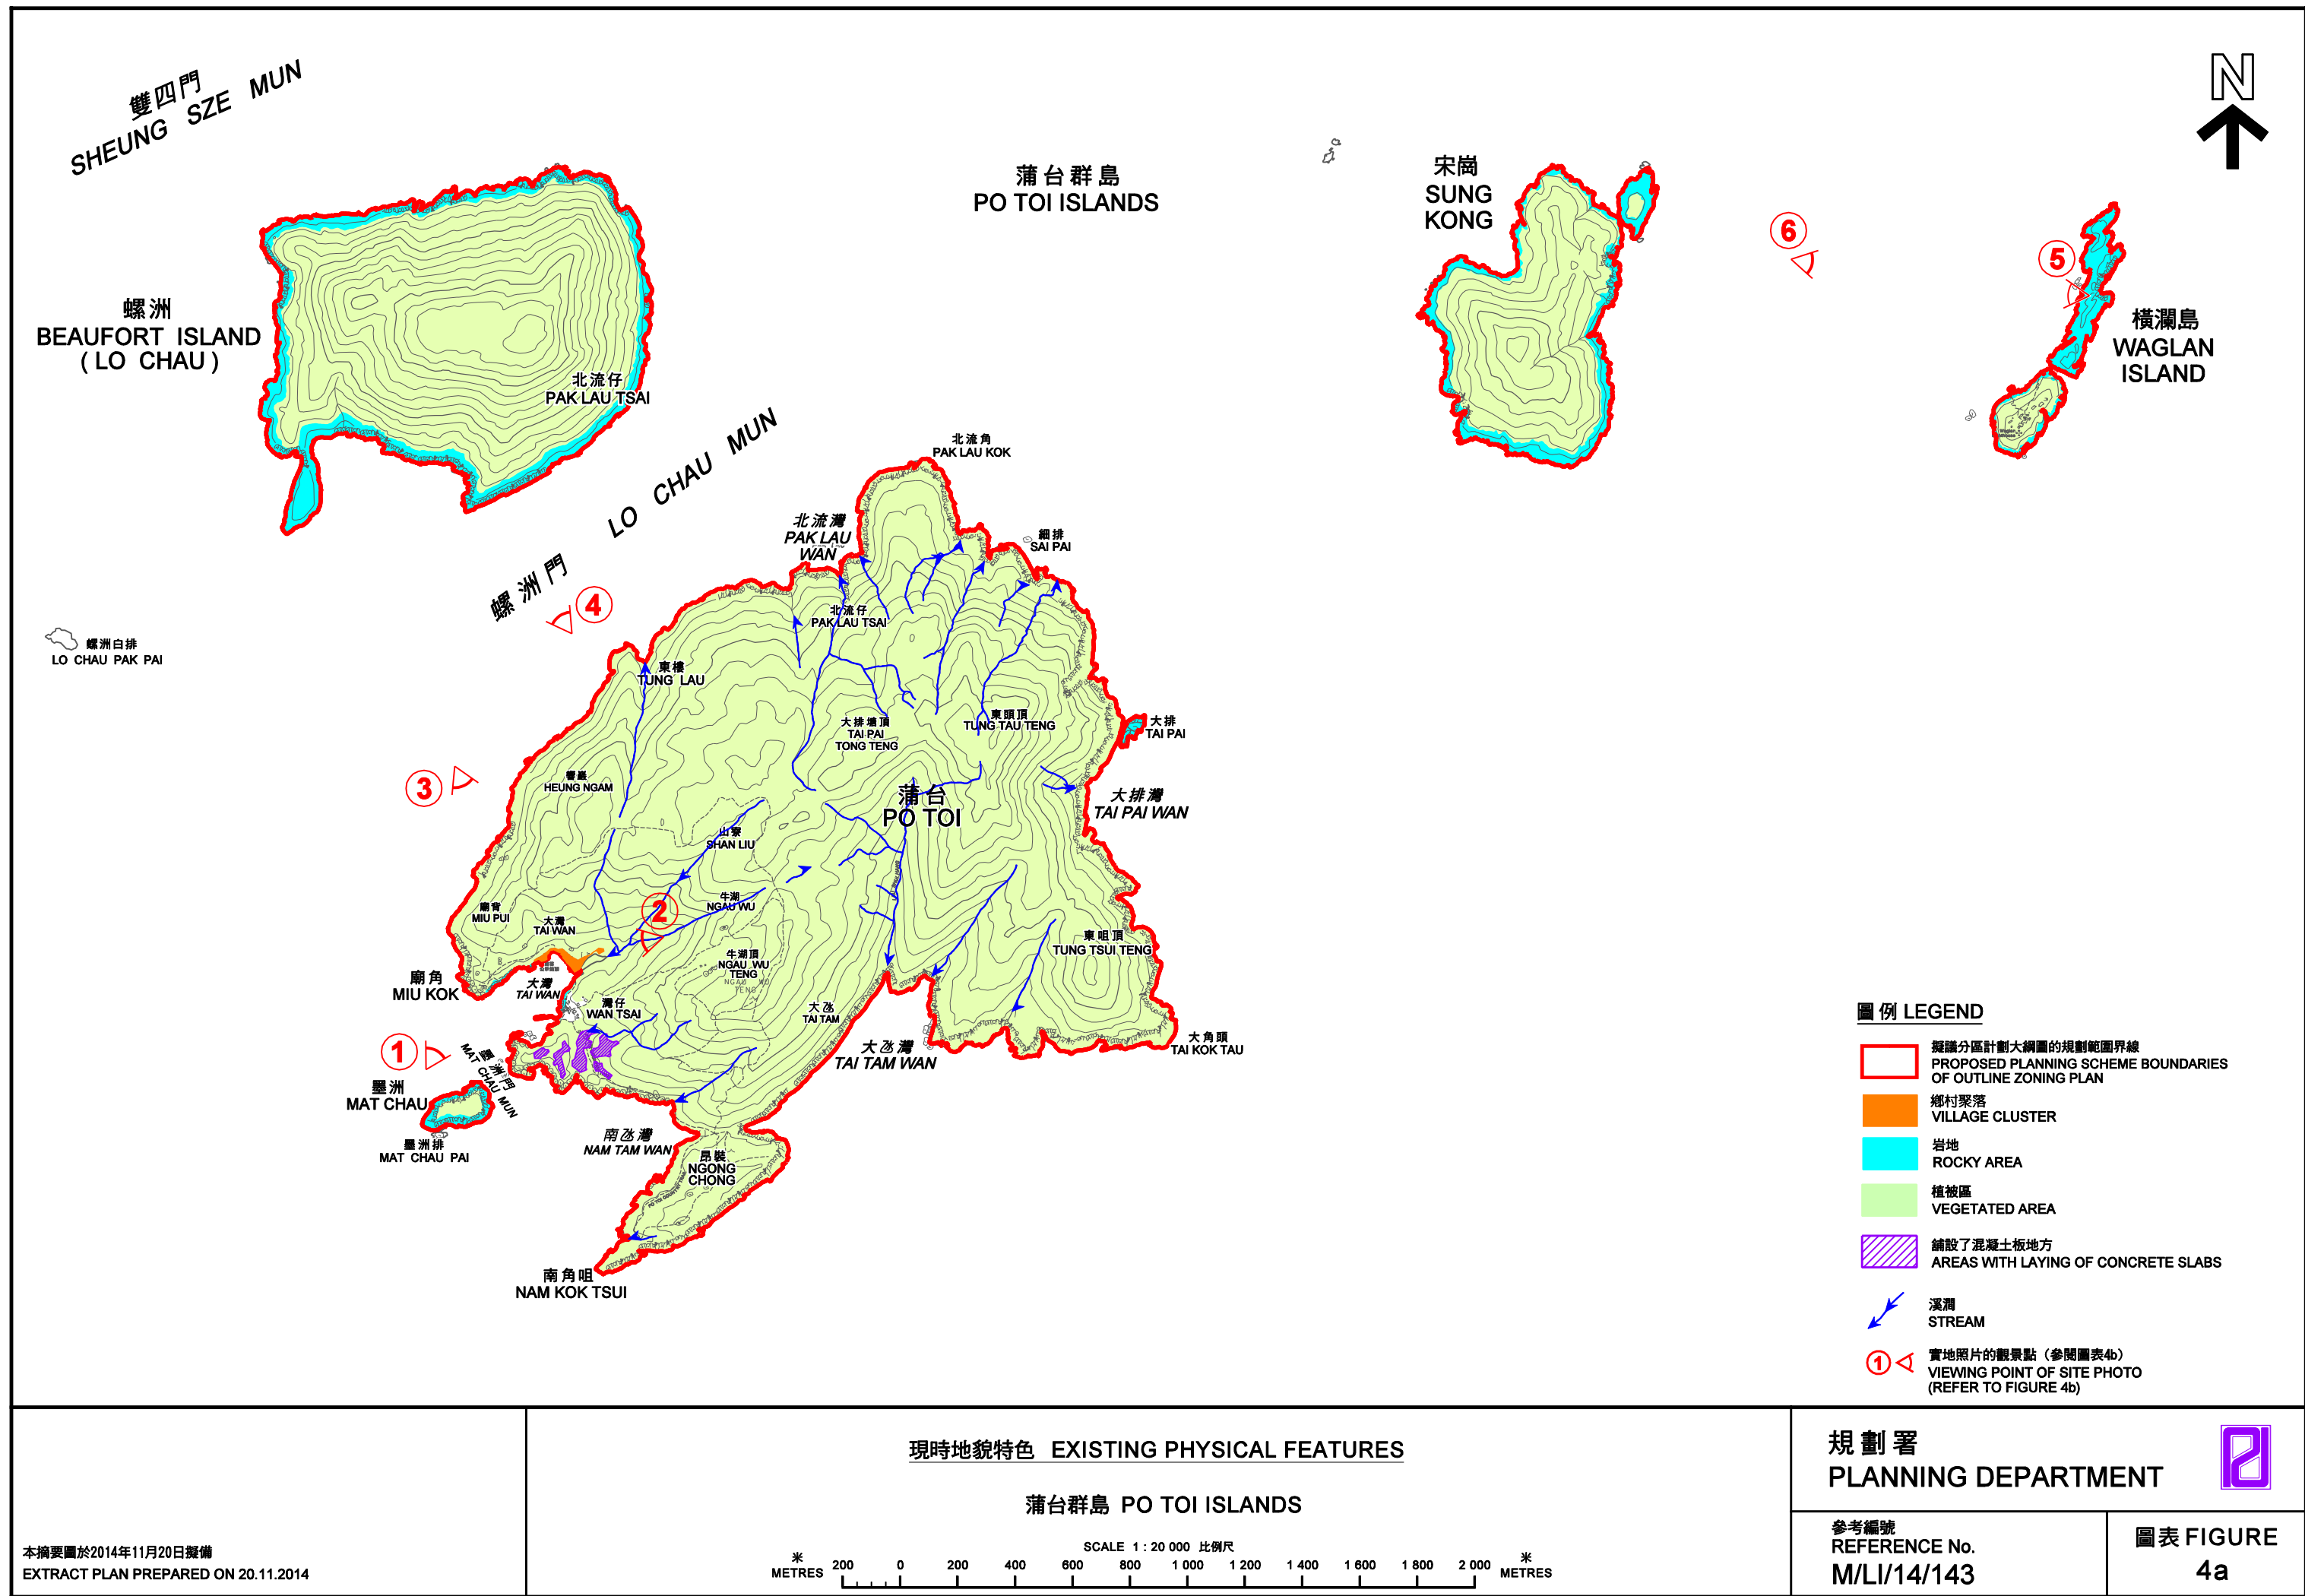 雙四門
SHEUNG SZE MUN
蒲台群島
PO TOI ISLANDS
宋崗
SUNG
KONG
N
6
5
螺洲
BEAUFORT ISLAND
( LO CHAU )
北流仔
PAK LAU TSAI
橫瀾島
WAGLAN
ISLAND
螺洲門
LO CHAU MUN
北流角
PAK LAU KOK
北流灣
PAK LAU
WAN
細排
SAI PAI
4
北流仔
PAK LAU TSAI
螺洲白排
LO CHAU PAK PAI
東樓
TUNG LAU
大排塘頂
TAI PAI
TONG TENG
東頭頂
TUNG TAU TENG
大排
TAI PAI
3
響巖
HEUNG NGAM
蒲台
PO TOI
大排灣
TAI PAI WAN
山寮
SHAN LIU
牛湖
NGAU WU
2
廟背
MIU PUI
大灣
TAI WAN
東咀頂
TUNG TSUI TENG
牛湖頂
NGAU WU
TENG
NGAU WU
TENG
廟角
MIU KOK
大灣
TAI WAN
灣仔
WAN TSAI
大氹
TAI TAM
大氹灣
TAI TAM WAN
大角頭
TAI KOK TAU
1
墨洲門
MAT CHAU MUN
墨洲
MAT CHAU
墨洲排
MAT CHAU PAI
南氹灣
NAM TAM WAN
昂裝
NGONG
CHONG
南角咀
NAM KOK TSUI
圖例 LEGEND
擬議分區計劃大綱圖的規劃範圍界線
PROPOSED PLANNING SCHEME BOUNDARIES
OF OUTLINE ZONING PLAN
鄉村聚落
VILLAGE CLUSTER
岩地
ROCKY AREA
植被區
VEGETATED AREA
舖設了混凝土板地方
AREAS WITH LAYING OF CONCRETE SLABS
溪澗
STREAM
1
實地照片的觀景點（參閱圖表4b）
VIEWING POINT OF SITE PHOTO
(REFER TO FIGURE 4b)
本摘要圖於2014年11月20日擬備
EXTRACT PLAN PREPARED ON 20.11.2014
現時地貌特色 EXISTING PHYSICAL FEATURES
蒲台群島 PO TOI ISLANDS
SCALE 1 : 20 000 比例尺
米 METRES 200 0 200 400 600 800 1 000 1 200 1 400 1 600 1 800 2 000 米 METRES
規劃署
PLANNING DEPARTMENT
參考編號
REFERENCE No.
M/LI/14/143
圖表 FIGURE
4a